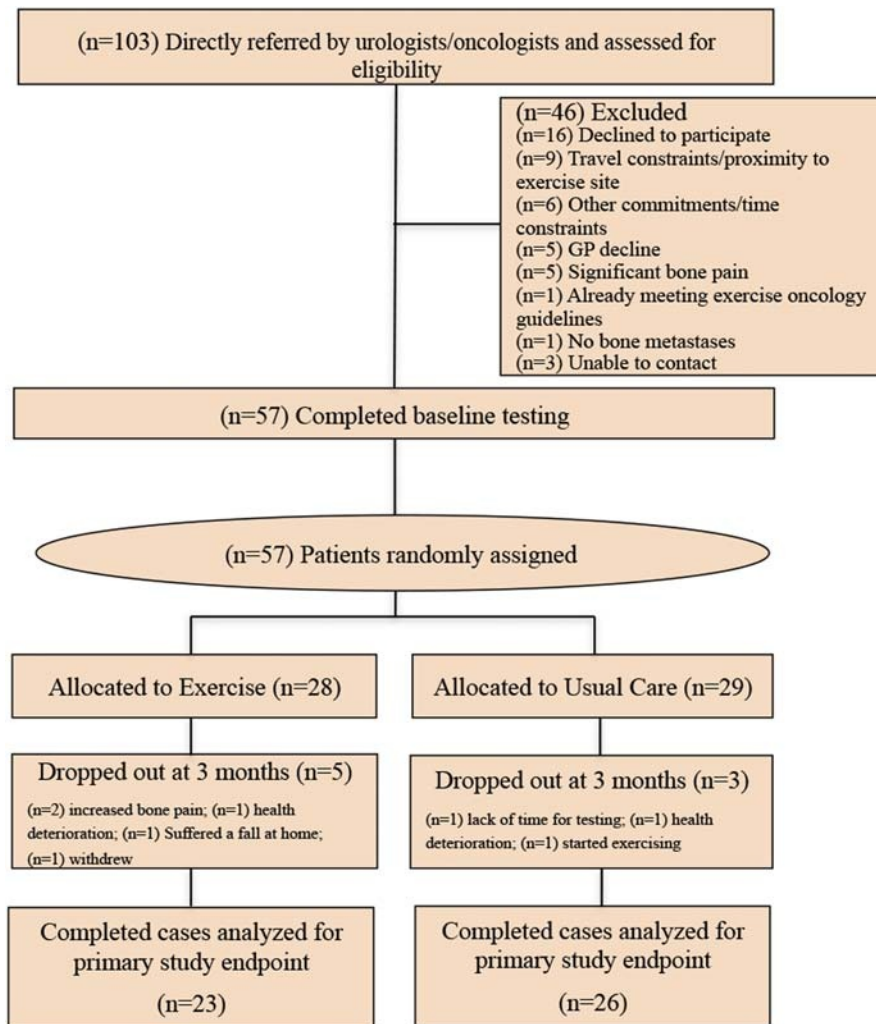 (n=103) Directly referred by urologists/oncologists and assessed for
eligibility
(n=46) Excluded
(n=16) Declined to participate
(n=9) Travel constraints/proximity to
exercise site
(n=6) Other commitments/time
constraints
(n=5) GP decline
(n=5) Significant bone pain
(n=1) Already meeting exercise oncology
guidelines
(n=1) No bone metastases
(n=3) Unable to contact
(n=57) Completed baseline testing
(n=57) Patients randomly assigned
Allocated to Exercise (n=28)
Allocated to Usual Care (n=29)
Dropped out at 3 months (n=5)
(n=2) increased bone pain; (n=1) health
deterioration; (n=1) Suffered a fall at home;
(n=1) withdrew
Dropped out at 3 months (n=3)
(n=1) lack of time for testing; (n=1) health
deterioration; (n=1) started exercising
Completed cases analyzed for
primary study endpoint
(n=23)
Completed cases analyzed for
primary study endpoint
(n=26)